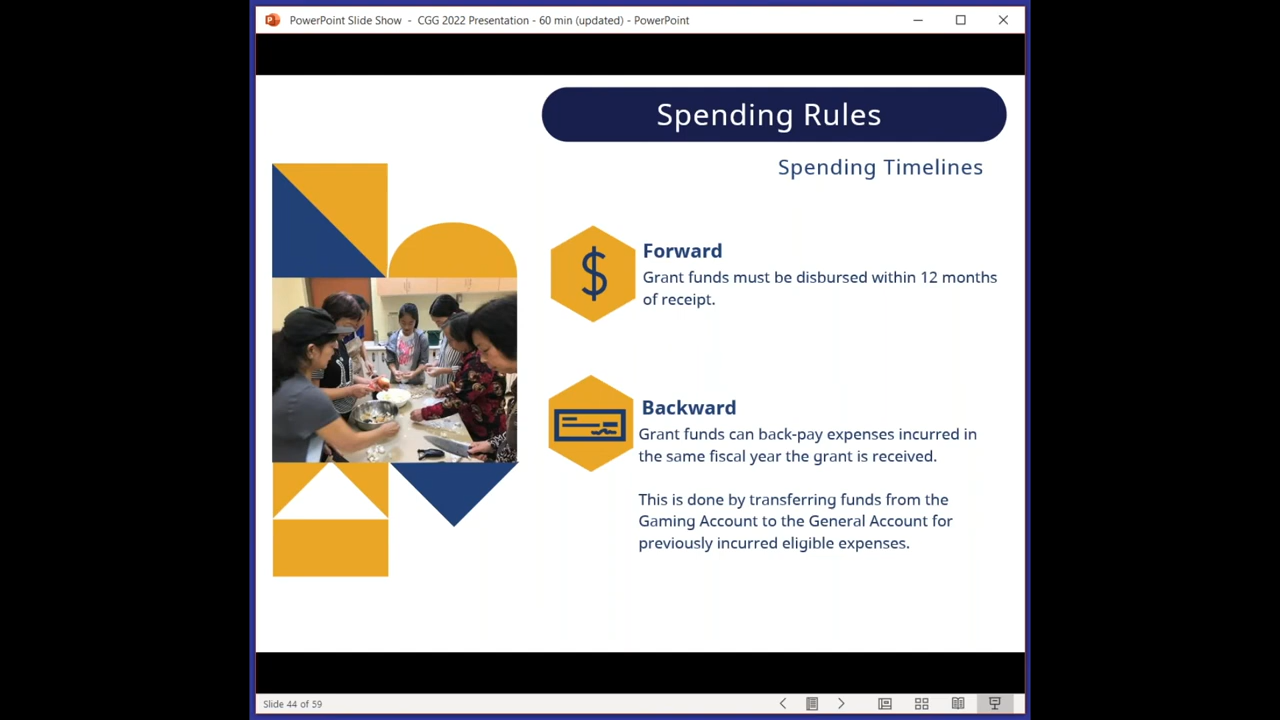 PowerPoint Slide Show - CGG 2022 Presentation - 60 min (updated) - PowerPoint
Spending Rules
Spending Timelines
$
Forward
Grant funds must be disbursed within 12 months
of receipt.
Backward
Grant funds can back-pay expenses incurred in
the same fiscal year the grant is received.
This is done by transferring funds from the
Gaming Account to the General Account for
previously incurred eligible expenses.
Slide 44 of 59